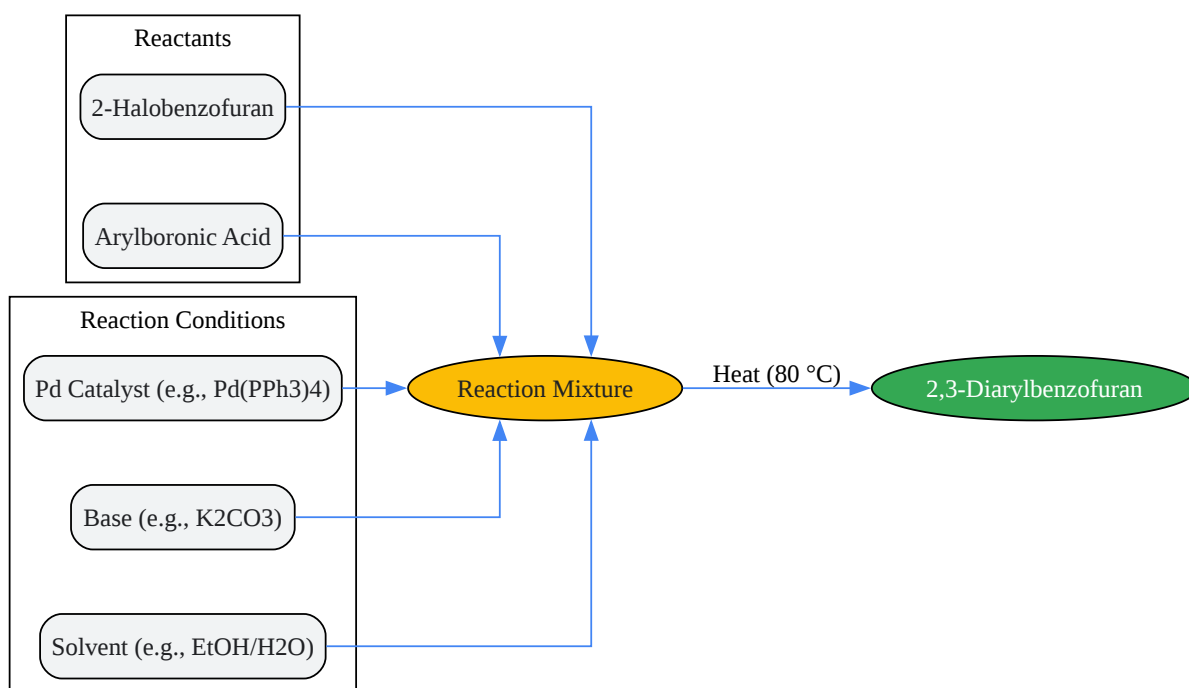 Reactants
2-Halobenzofuran
Arylboronic Acid
Reaction Conditions
Pd Catalyst (e.g., Pd(PPh3)4)
Base (e.g., K2CO3)
Solvent (e.g., EtOH/H2O)
Reaction Mixture
Heat (80 °C)
2,3-Diarylbenzofuran